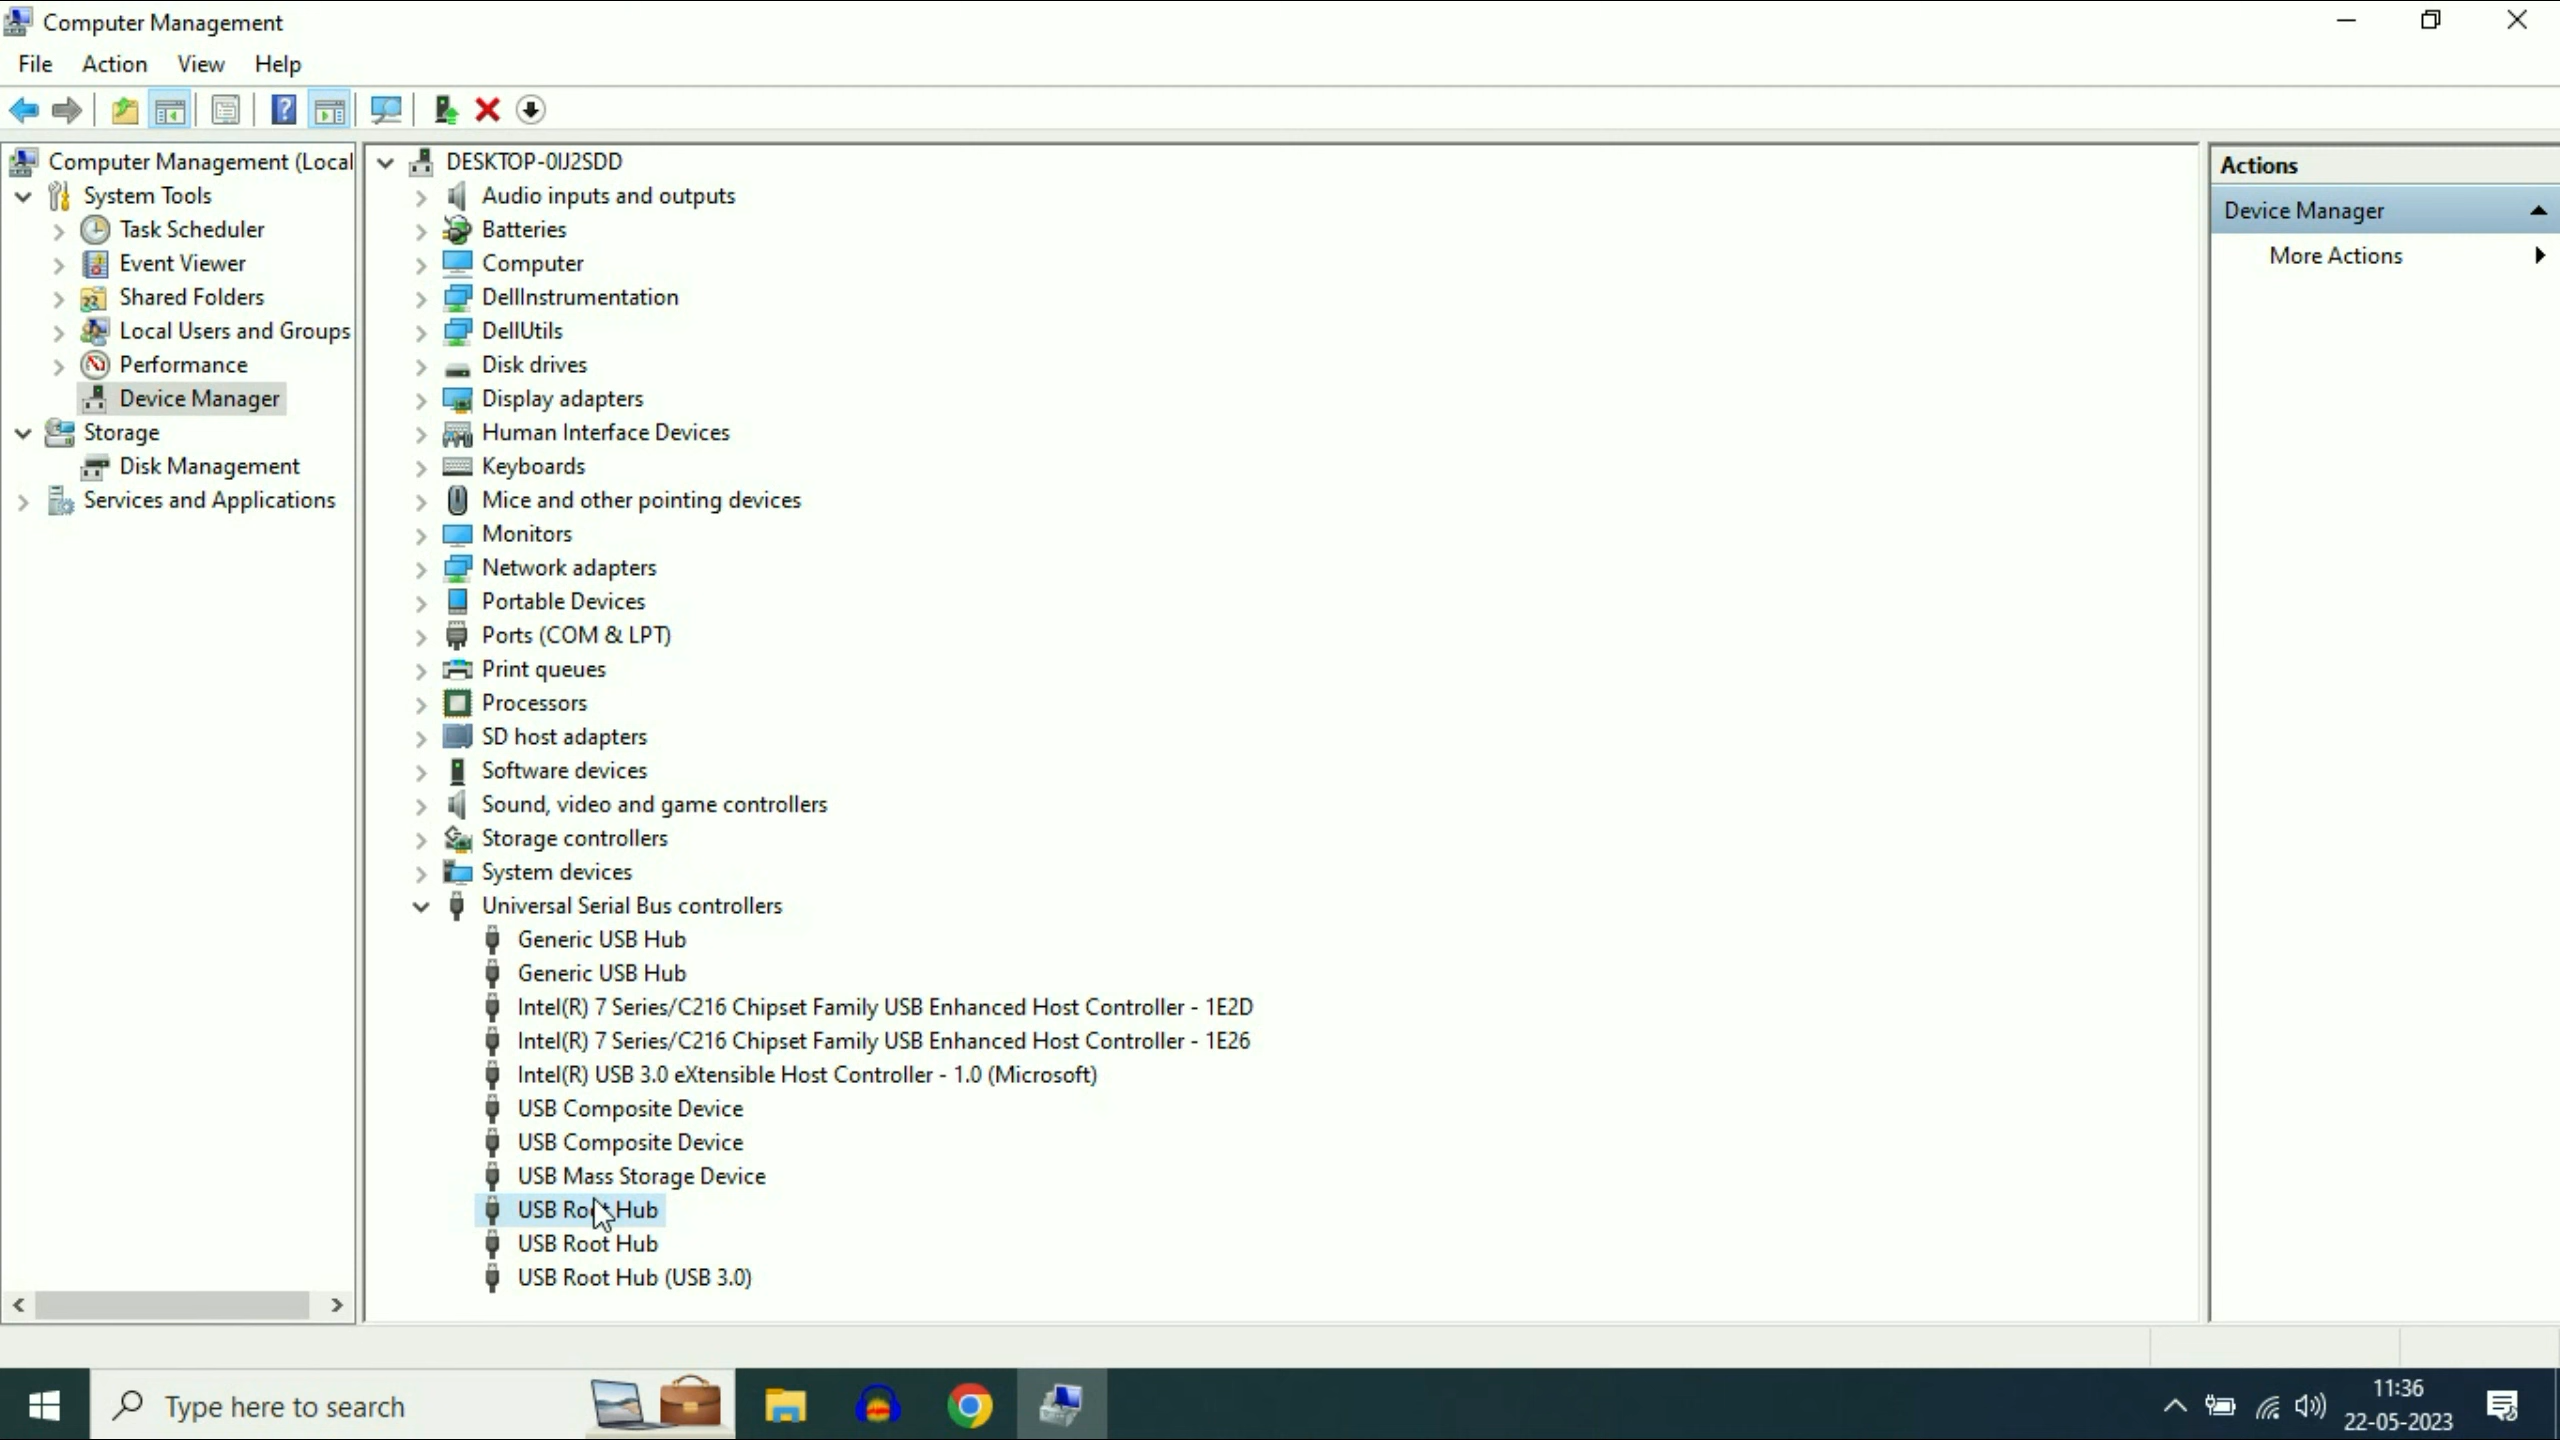 Computer Management
File Action View Help
Computer Management (Local
System Tools
Task Scheduler
Event Viewer
Shared Folders
Local Users and Groups
Performance
Device Manager
Storage
Disk Management
Services and Applications
DESKTOP-0IJ2SDD
Audio inputs and outputs
Batteries
Computer
DellInstrumentation
DellUtils
Disk drives
Display adapters
Human Interface Devices
Keyboards
Mice and other pointing devices
Monitors
Network adapters
Portable Devices
Ports (COM & LPT)
Print queues
Processors
SD host adapters
Software devices
Sound, video and game controllers
Storage controllers
System devices
Universal Serial Bus controllers
Generic USB Hub
Generic USB Hub
Intel(R) 7 Series/C216 Chipset Family USB Enhanced Host Controller - 1E2D
Intel(R) 7 Series/C216 Chipset Family USB Enhanced Host Controller - 1E26
Intel(R) USB 3.0 eXtensible Host Controller - 1.0 (Microsoft)
USB Composite Device
USB Composite Device
USB Mass Storage Device
USB Root Hub
USB Root Hub
USB Root Hub (USB 3.0)
Actions
Device Manager
More Actions
Type here to search
11:36
22-05-2023